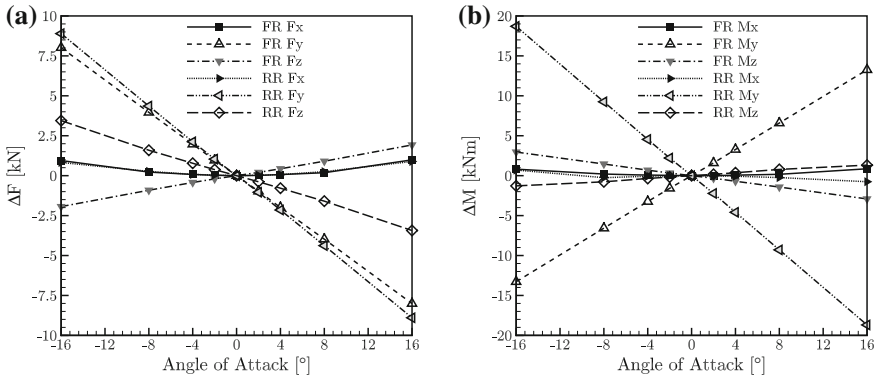 (a)
10
7.5
5
2.5
0
-2.5
-5
-7.5
-10
ΔF [kN]
FR Fx
FR Fy
FR Fz
RR Fx
RR Fy
RR Fz
-16 -12 -8 -4 0 4 8 12 16
Angle of Attack [°]
(b)
20
15
10
5
0
-5
-10
-15
-20
ΔM [kNm]
FR Mx
FR My
FR Mz
RR Mx
RR My
RR Mz
-16 -12 -8 -4 0 4 8 12 16
Angle of Attack [°]